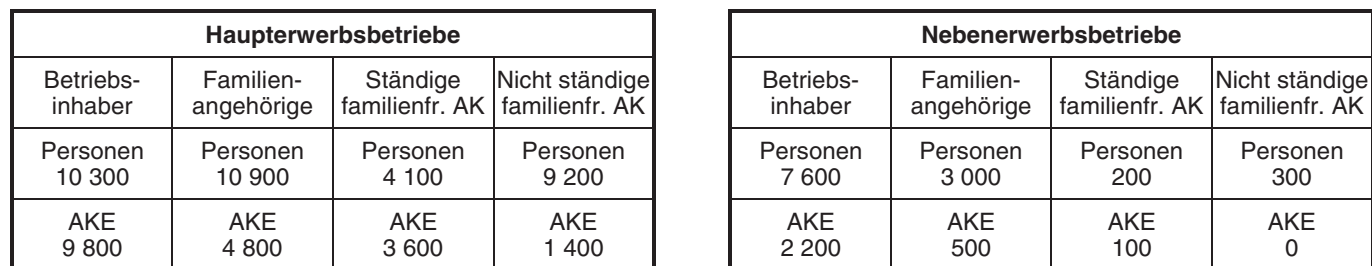 Haupterwerbsbetriebe
Betriebs-
inhaber
Familien-
angehörige
Ständige
familienfr. AK
Nicht ständige
familienfr. AK
Personen
10 300
Personen
10 900
Personen
4 100
Personen
9 200
AKE
9 800
AKE
4 800
AKE
3 600
AKE
1 400
Nebenerwerbsbetriebe
Betriebs-
inhaber
Familien-
angehörige
Ständige
familienfr. AK
Nicht ständige
familienfr. AK
Personen
7 600
Personen
3 000
Personen
200
Personen
300
AKE
2 200
AKE
500
AKE
100
AKE
0